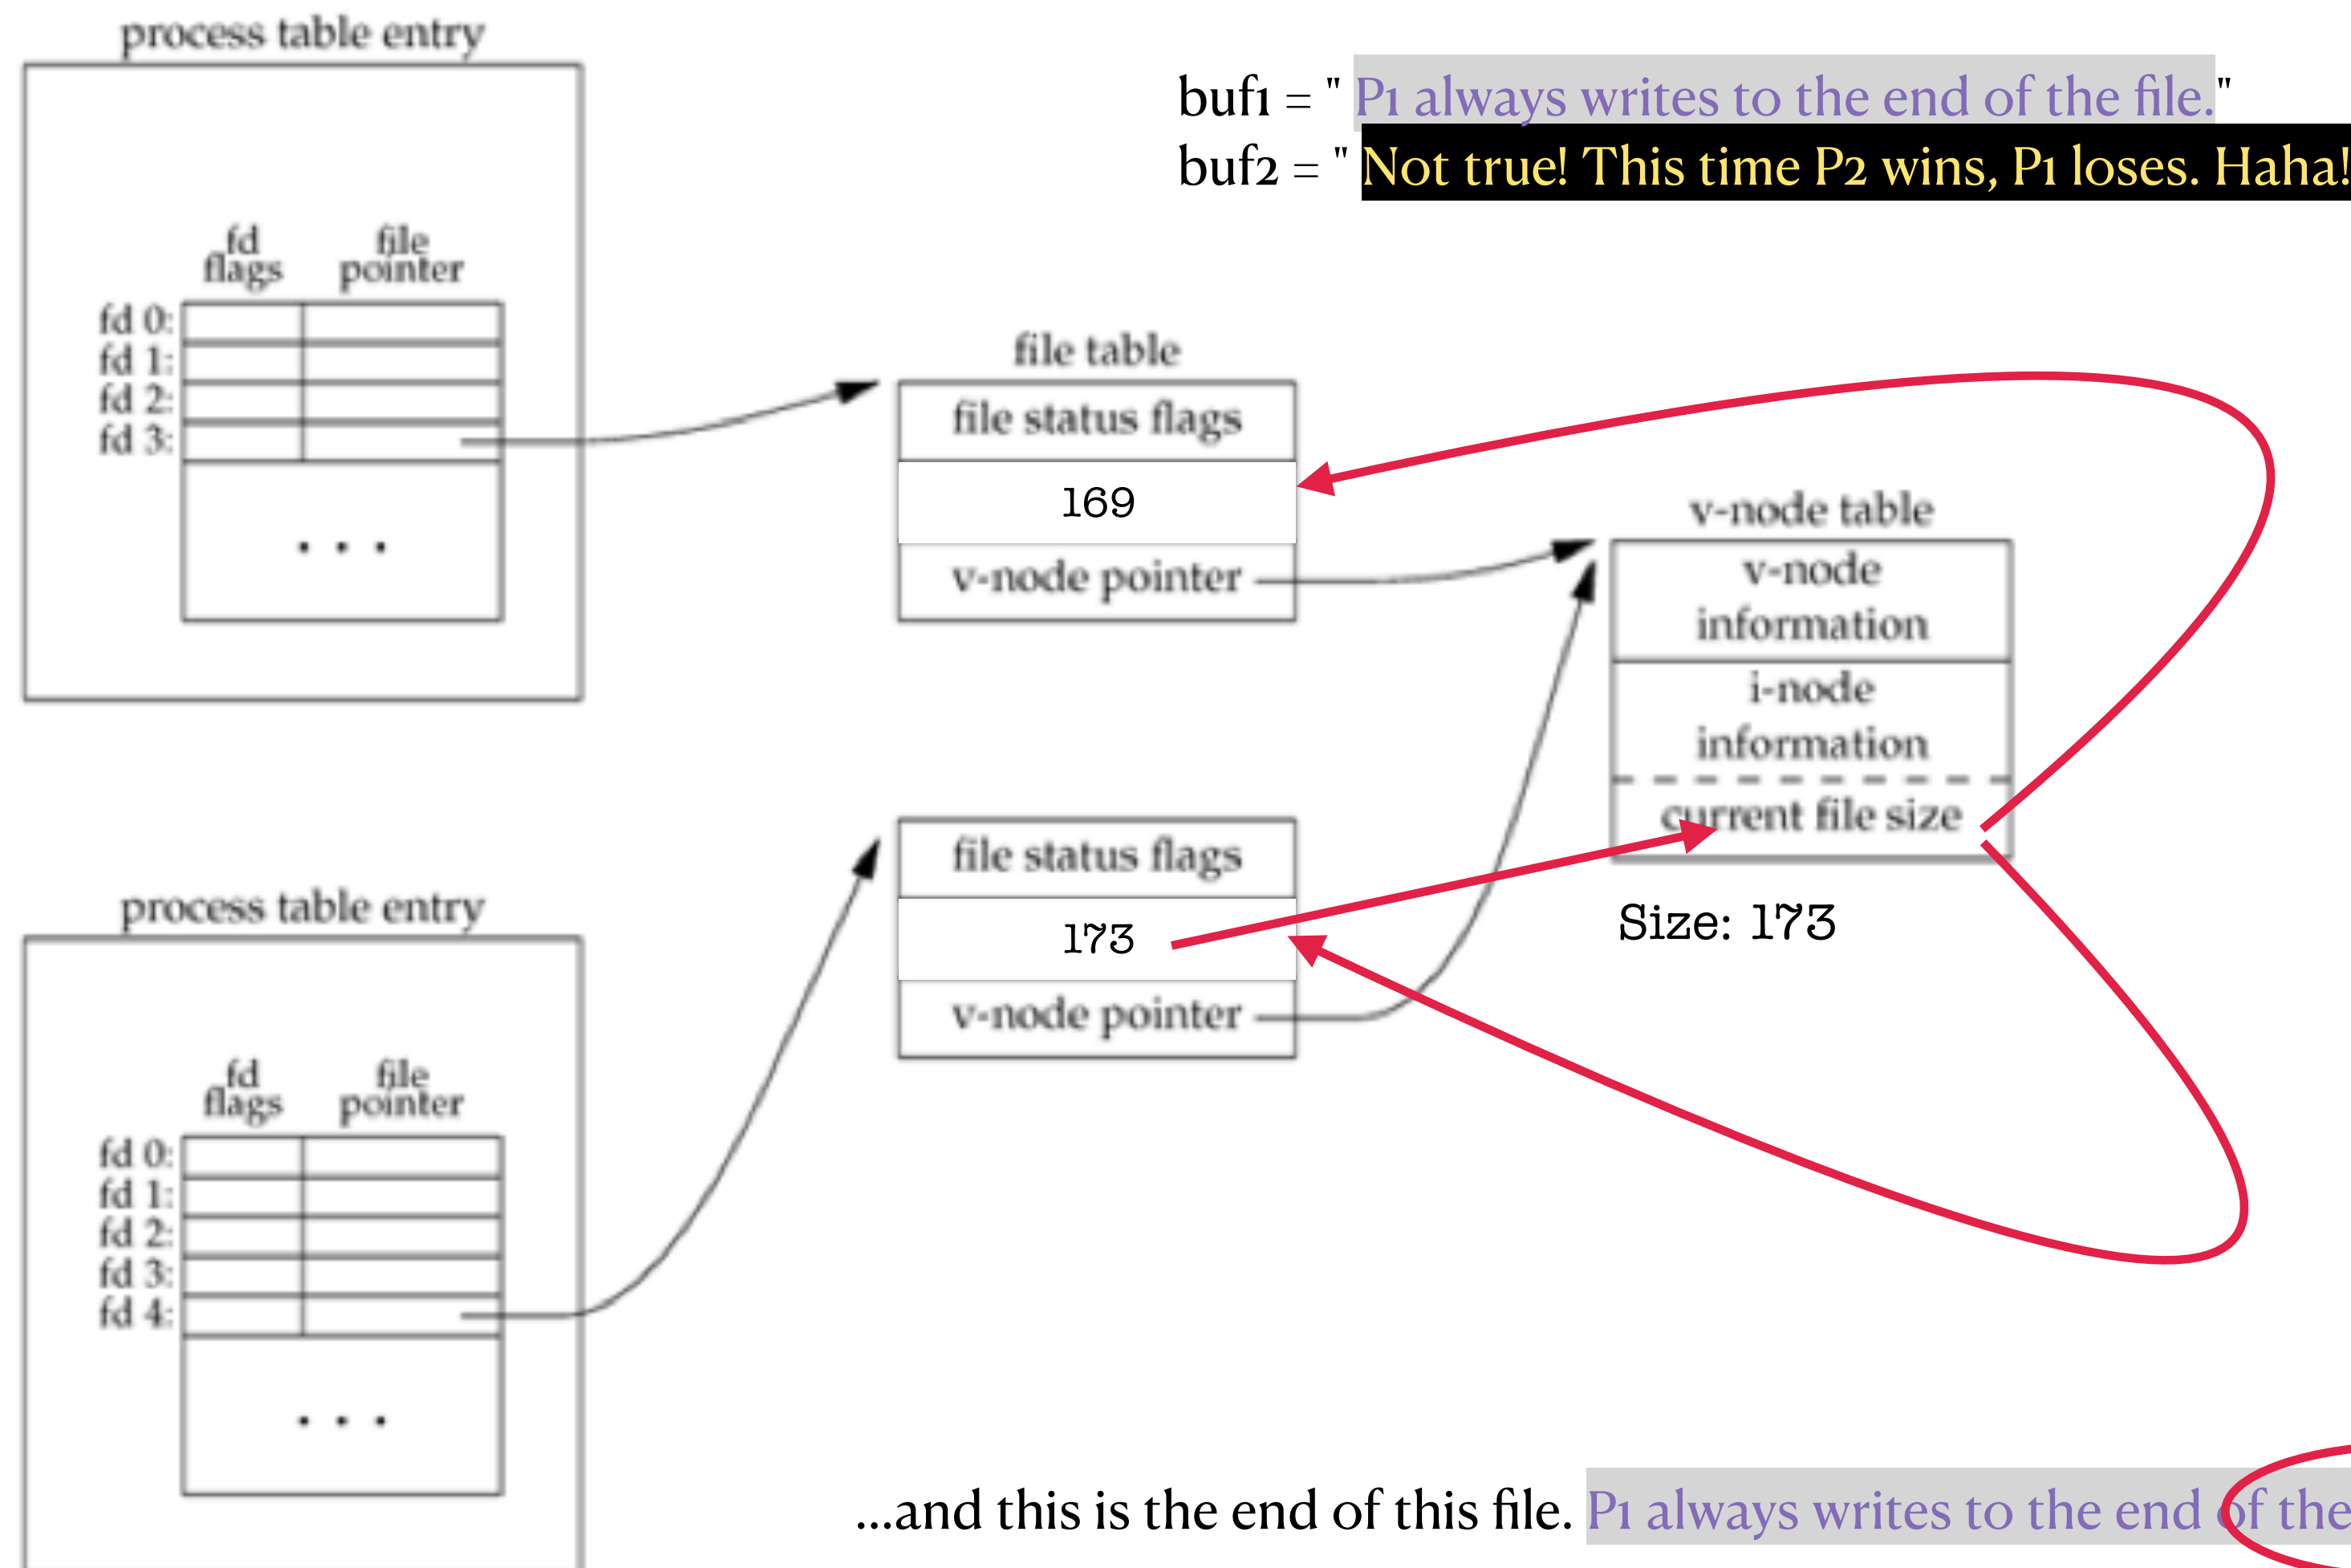 process table entry
buf1 = " P1 always writes to the end of the file."
buf2 = " Not true! This time P2 wins, P1 loses. Haha!
fd
flags
file
pointer
fd 0:
fd 1:
fd 2:
fd 3:
. . .
file table
file status flags
169
v-node pointer
v-node table
v-node
information
i-node
information
current file size
Size: 173
file status flags
173
v-node pointer
process table entry
fd
flags
file
pointer
fd 0:
fd 1:
fd 2:
fd 3:
fd 4:
. . .
...and this is the end of this file. P1 always writes to the end of the